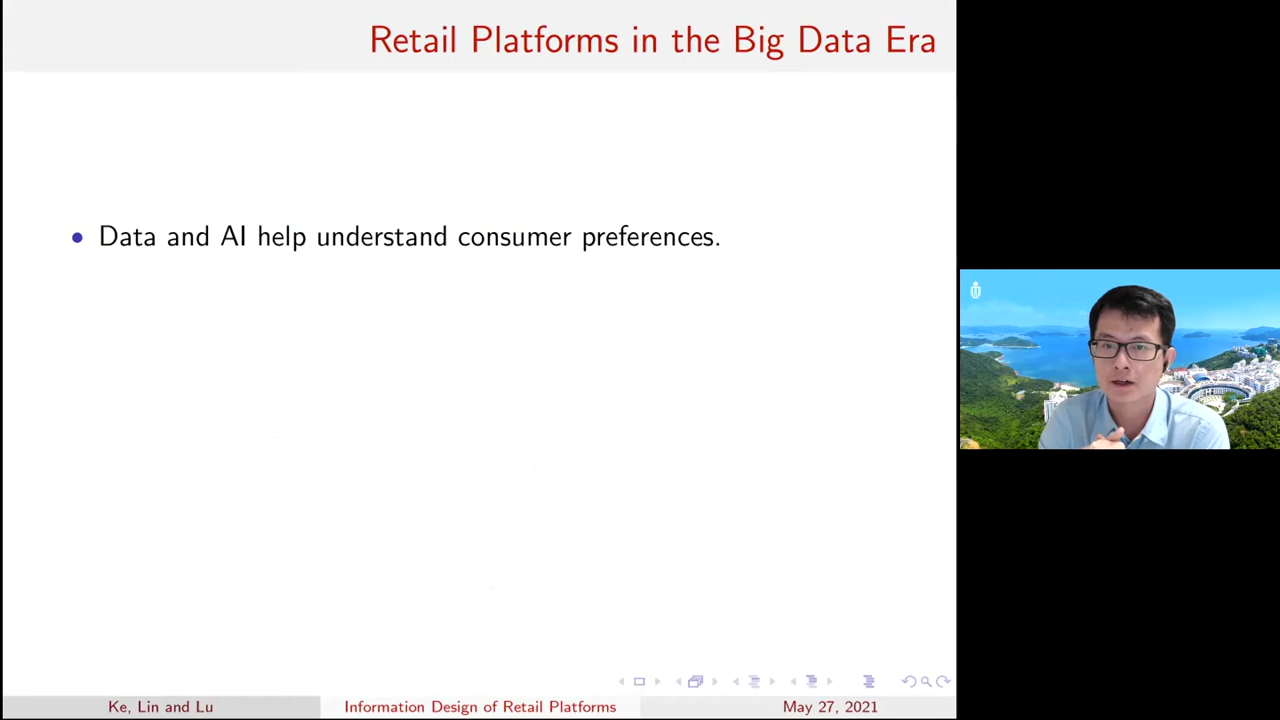 Retail Platforms in the Big Data Era
• Data and AI help understand consumer preferences.
Ke, Lin and Lu
Information Design of Retail Platforms
May 27, 2021